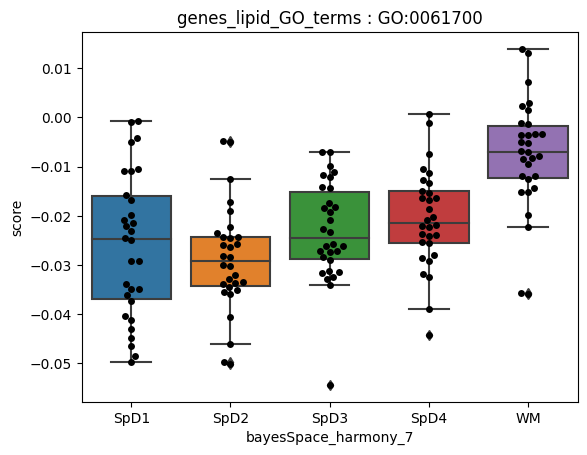 genes_lipid_GO_terms : GO:0061700
0.01
0.00
−0.01
−0.02
−0.03
−0.04
−0.05
score
SpD1 SpD2 SpD3 SpD4 WM
bayesSpace_harmony_7